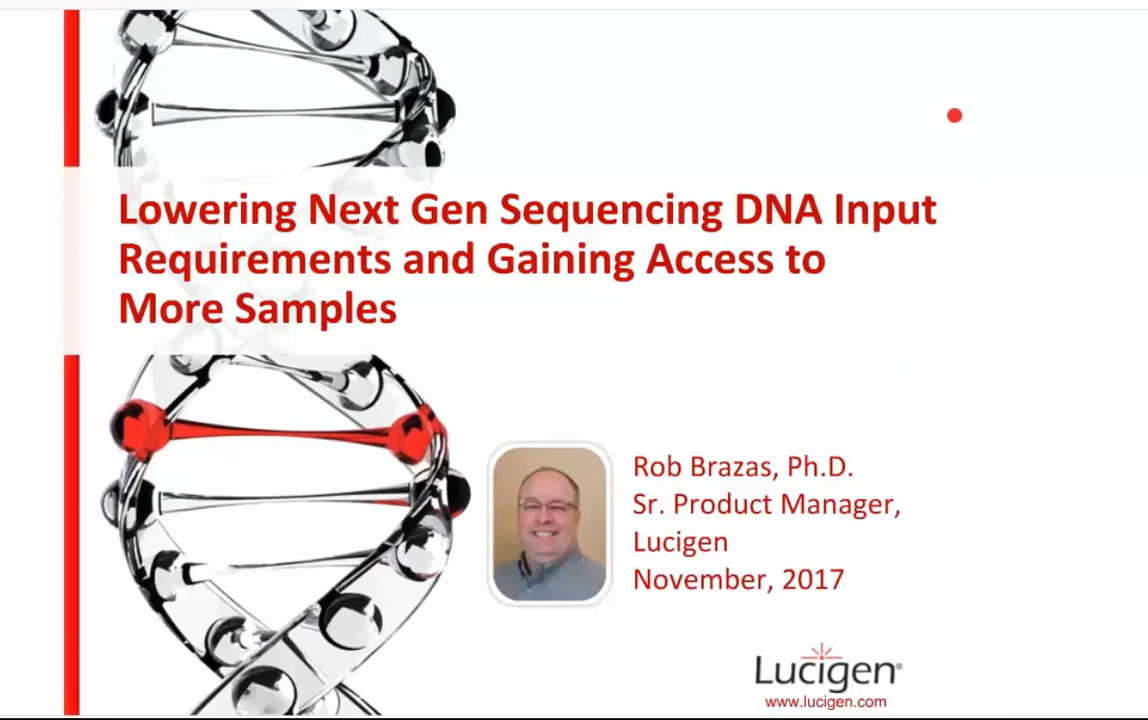 Lowering Next Gen Sequencing DNA Input
Requirements and Gaining Access to
More Samples
Rob Brazas, Ph.D.
Sr. Product Manager,
Lucigen
November, 2017
Lucigen®
www.lucigen.com